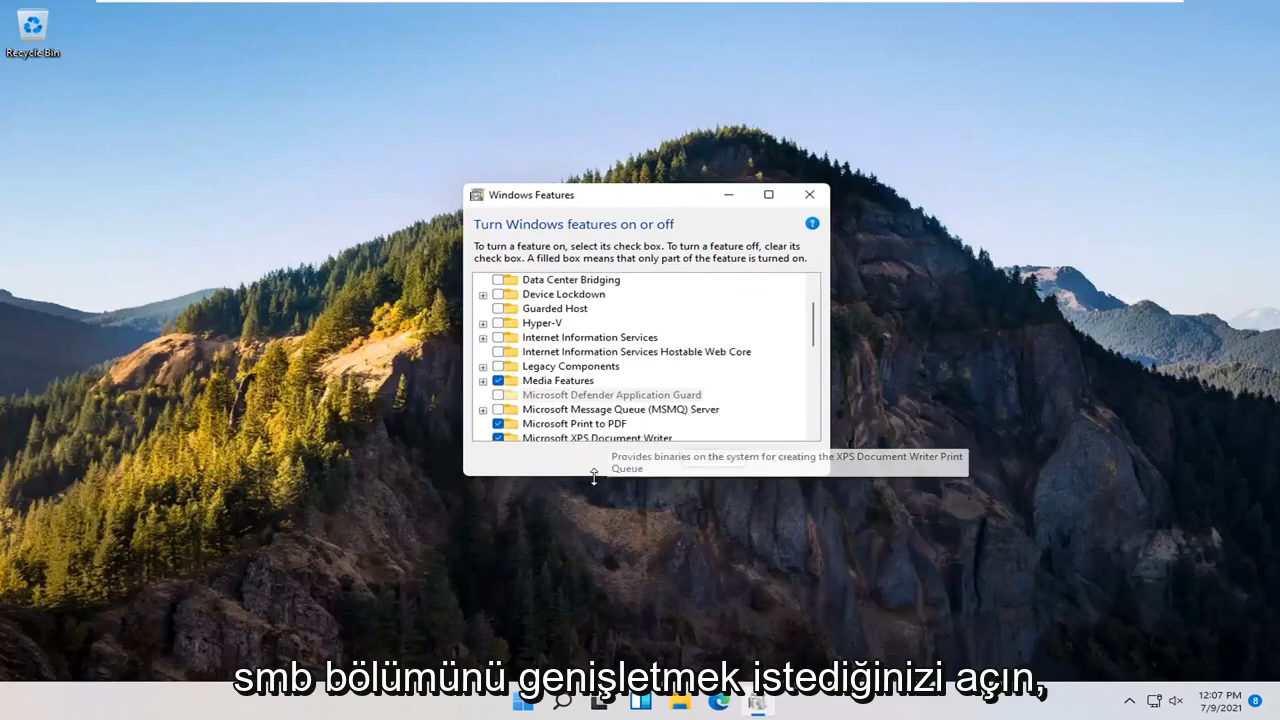 Recycle Bin
Windows Features
Turn Windows features on or off
To turn a feature on, select its check box. To turn a feature off, clear its
check box. A filled box means that only part of the feature is turned on.
Data Center Bridging
Device Lockdown
Guarded Host
Hyper-V
Internet Information Services
Internet Information Services Hostable Web Core
Legacy Components
Media Features
Microsoft Defender Application Guard
Microsoft Message Queue (MSMQ) Server
Microsoft Print to PDF
Microsoft XPS Document Writer
Provides binaries on the system for creating the XPS Document Writer Print
Queue
smb bölümünü genişletmek istediğinizi açın,
12:07 PM
7/9/2021
8